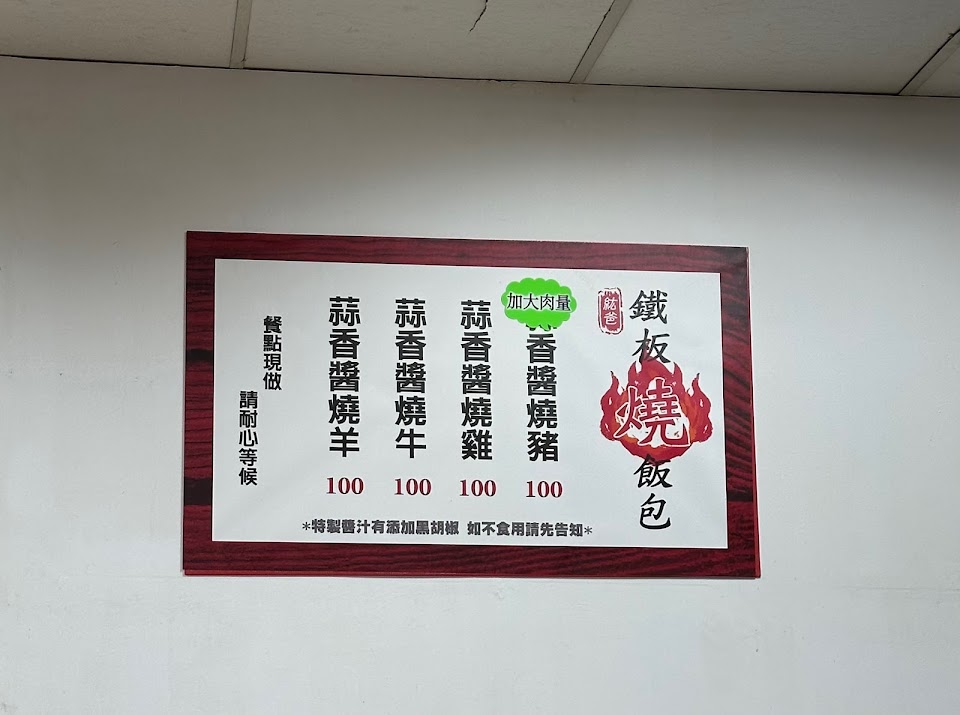 鐵板燒飯包
紘爸
加大肉量
香醬燒豬
100
蒜香醬燒雞
100
蒜香醬燒牛
100
蒜香醬燒羊
100
餐點現做
請耐心等候
*特製醬汁有添加黑胡椒 如不食用請先告知*